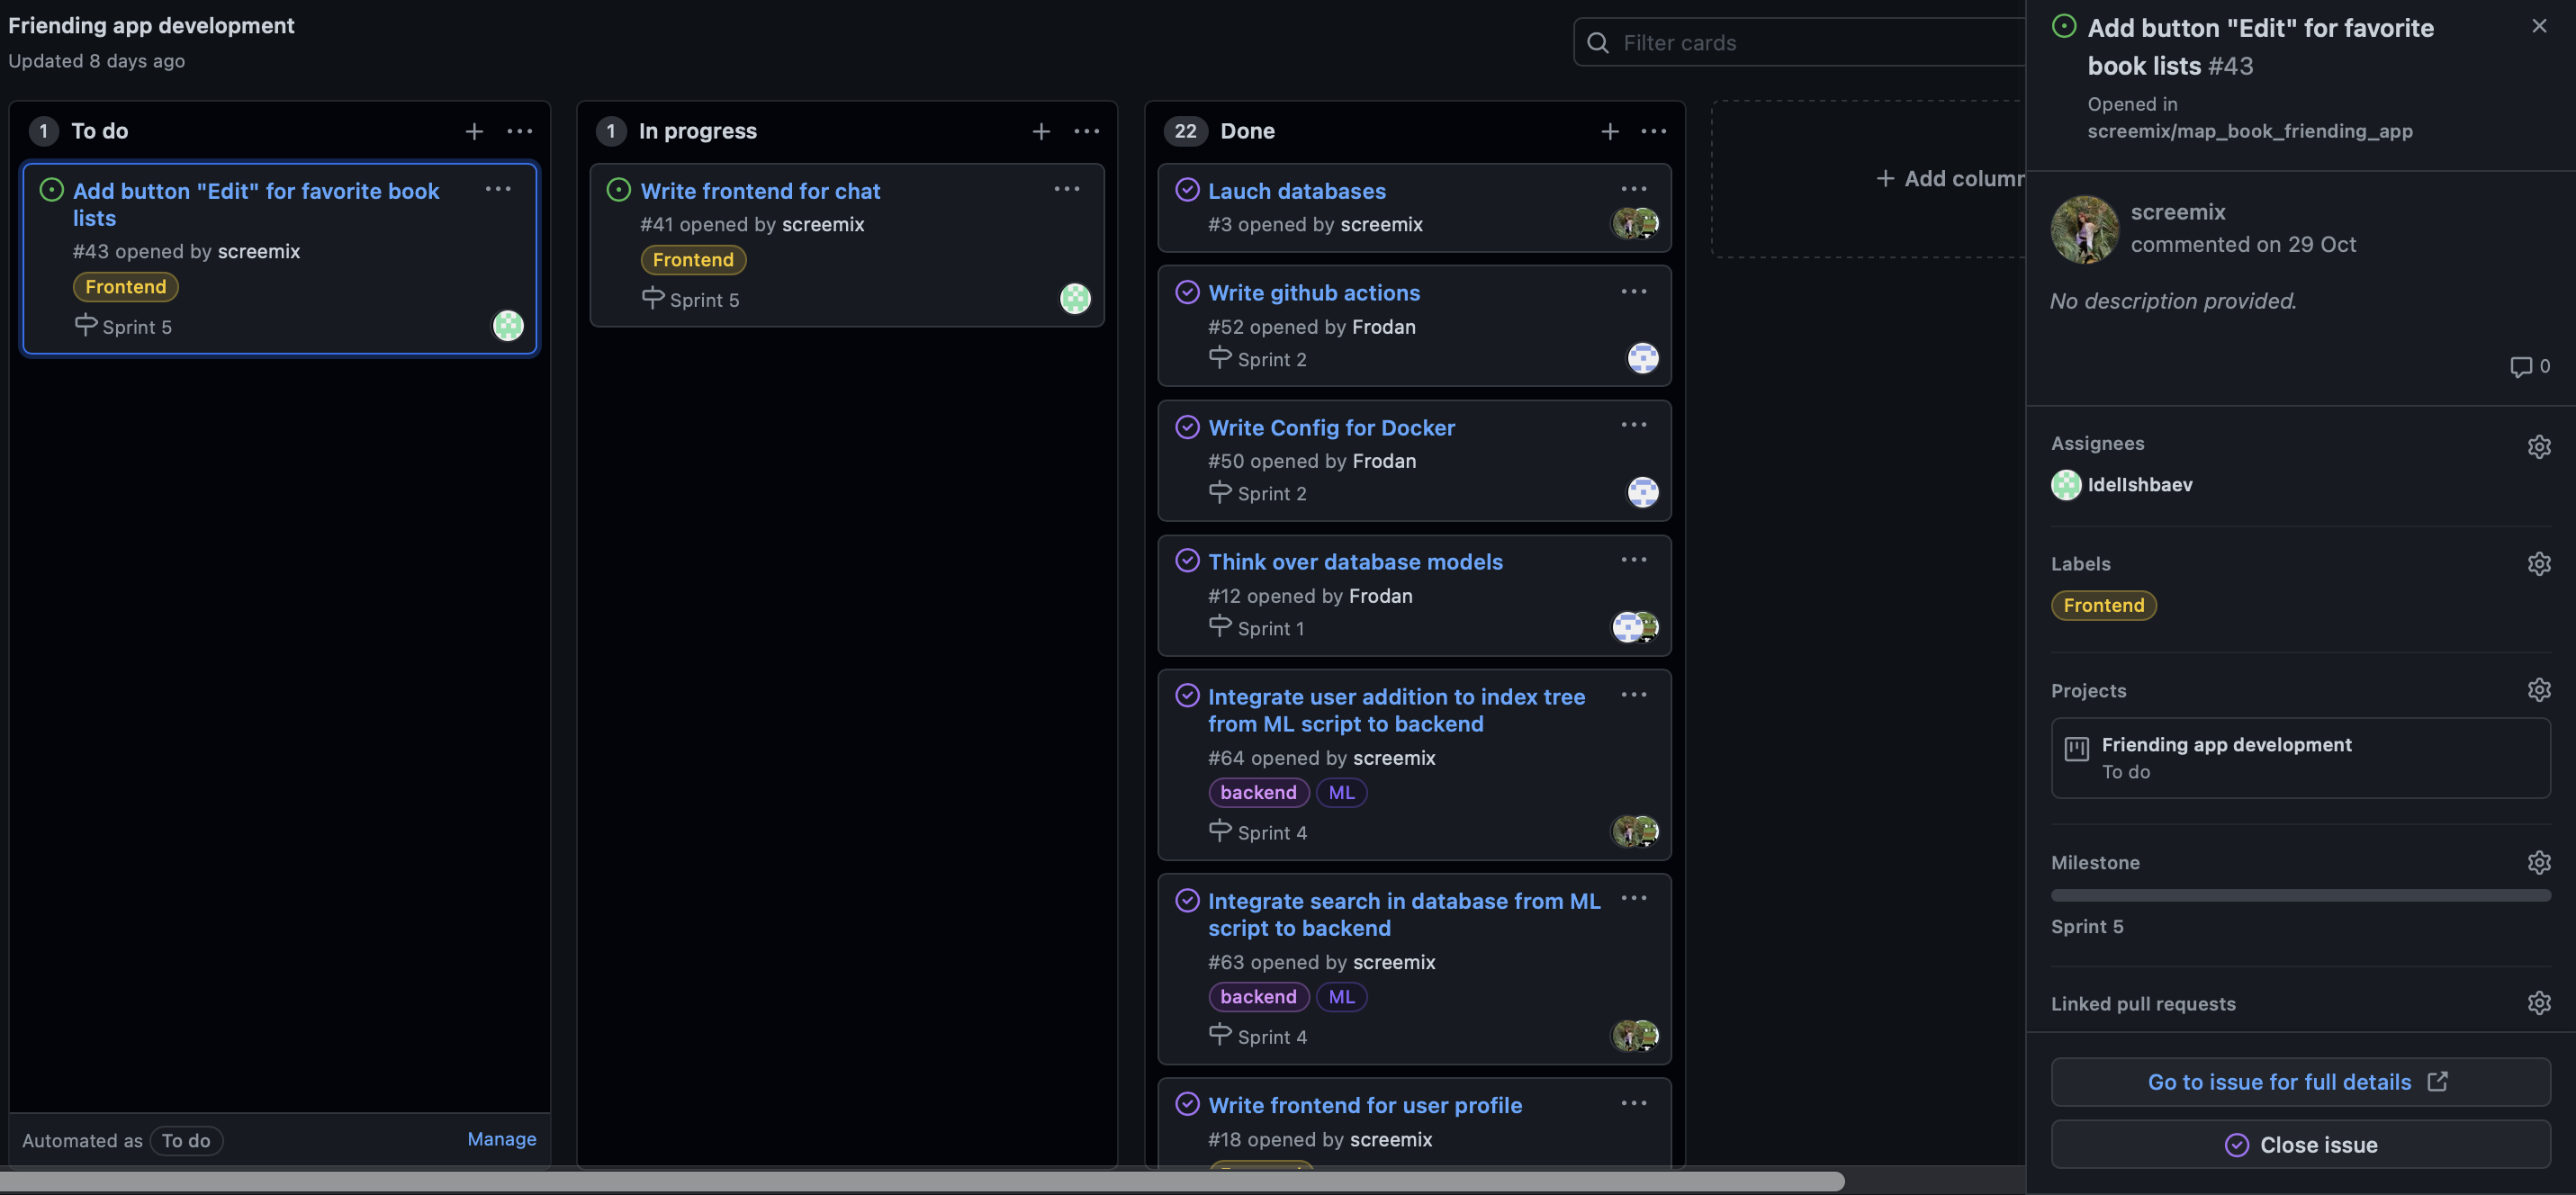 Friending app development
Updated 8 days ago
Filter cards
1 To do
Add button "Edit" for favorite book
lists
#43 opened by screemix
Frontend
Sprint 5
Automated as To do
Manage
1 In progress
Write frontend for chat
#41 opened by screemix
Frontend
Sprint 5
22 Done
Lauch databases
#3 opened by screemix
Write github actions
#52 opened by Frodan
Sprint 2
Write Config for Docker
#50 opened by Frodan
Sprint 2
Think over database models
#12 opened by Frodan
Sprint 1
Integrate user addition to index tree
from ML script to backend
#64 opened by screemix
backend ML
Sprint 4
Integrate search in database from ML
script to backend
#63 opened by screemix
backend ML
Sprint 4
Write frontend for user profile
#18 opened by screemix
+ Add column
Add button "Edit" for favorite
book lists #43
Opened in
screemix/map_book_friending_app
screemix
commented on 29 Oct
No description provided.
0
Assignees
IdelIshbaev
Labels
Frontend
Projects
Friending app development
To do
Milestone
Sprint 5
Linked pull requests
Go to issue for full details
Close issue